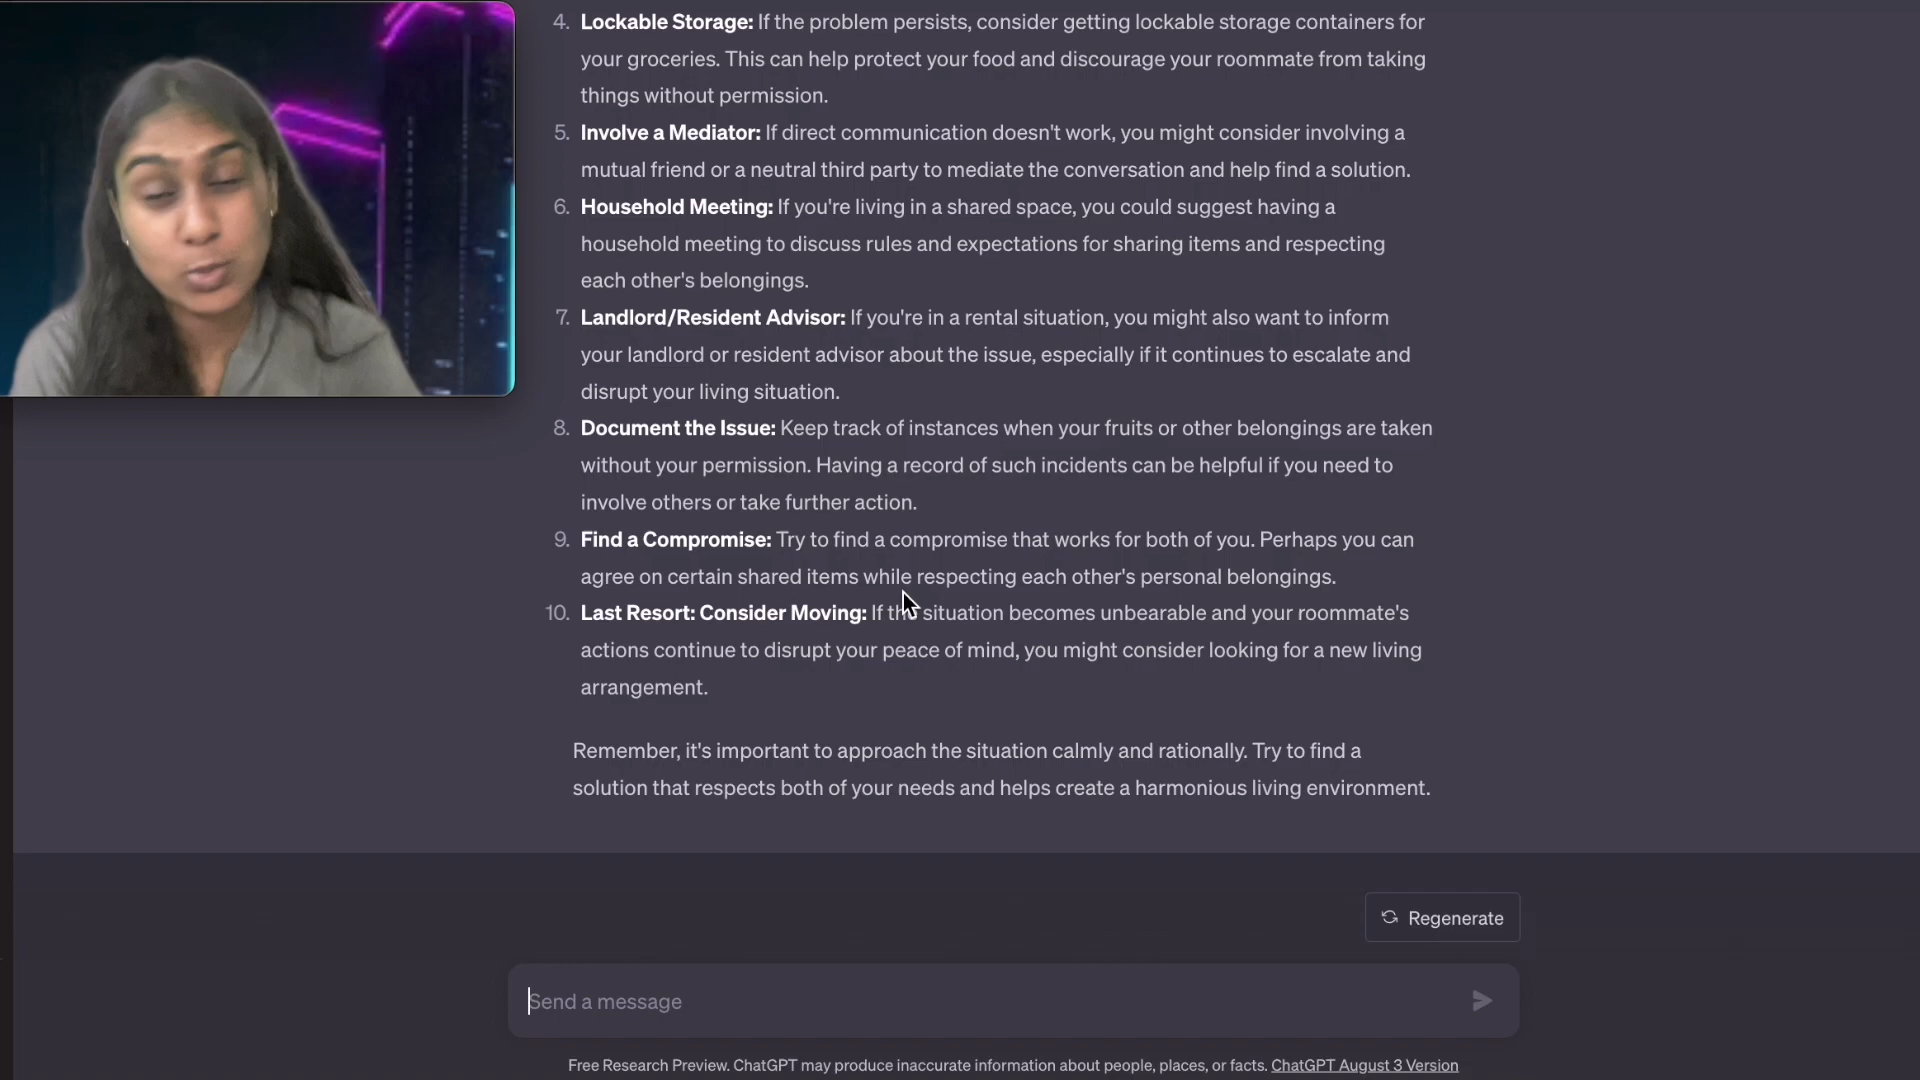 4. Lockable Storage: If the problem persists, consider getting lockable storage containers for
your groceries. This can help protect your food and discourage your roommate from taking
things without permission.
5. Involve a Mediator: If direct communication doesn't work, you might consider involving a
mutual friend or a neutral third party to mediate the conversation and help find a solution.
6. Household Meeting: If you're living in a shared space, you could suggest having a
household meeting to discuss rules and expectations for sharing items and respecting
each other's belongings.
7. Landlord/Resident Advisor: If you're in a rental situation, you might also want to inform
your landlord or resident advisor about the issue, especially if it continues to escalate and
disrupt your living situation.
8. Document the Issue: Keep track of instances when your fruits or other belongings are taken
without your permission. Having a record of such incidents can be helpful if you need to
involve others or take further action.
9. Find a Compromise: Try to find a compromise that works for both of you. Perhaps you can
agree on certain shared items while respecting each other's personal belongings.
10. Last Resort: Consider Moving: If the situation becomes unbearable and your roommate's
actions continue to disrupt your peace of mind, you might consider looking for a new living
arrangement.
Remember, it's important to approach the situation calmly and rationally. Try to find a
solution that respects both of your needs and helps create a harmonious living environment.
Regenerate
Send a message
Free Research Preview. ChatGPT may produce inaccurate information about people, places, or facts. ChatGPT August 3 Version